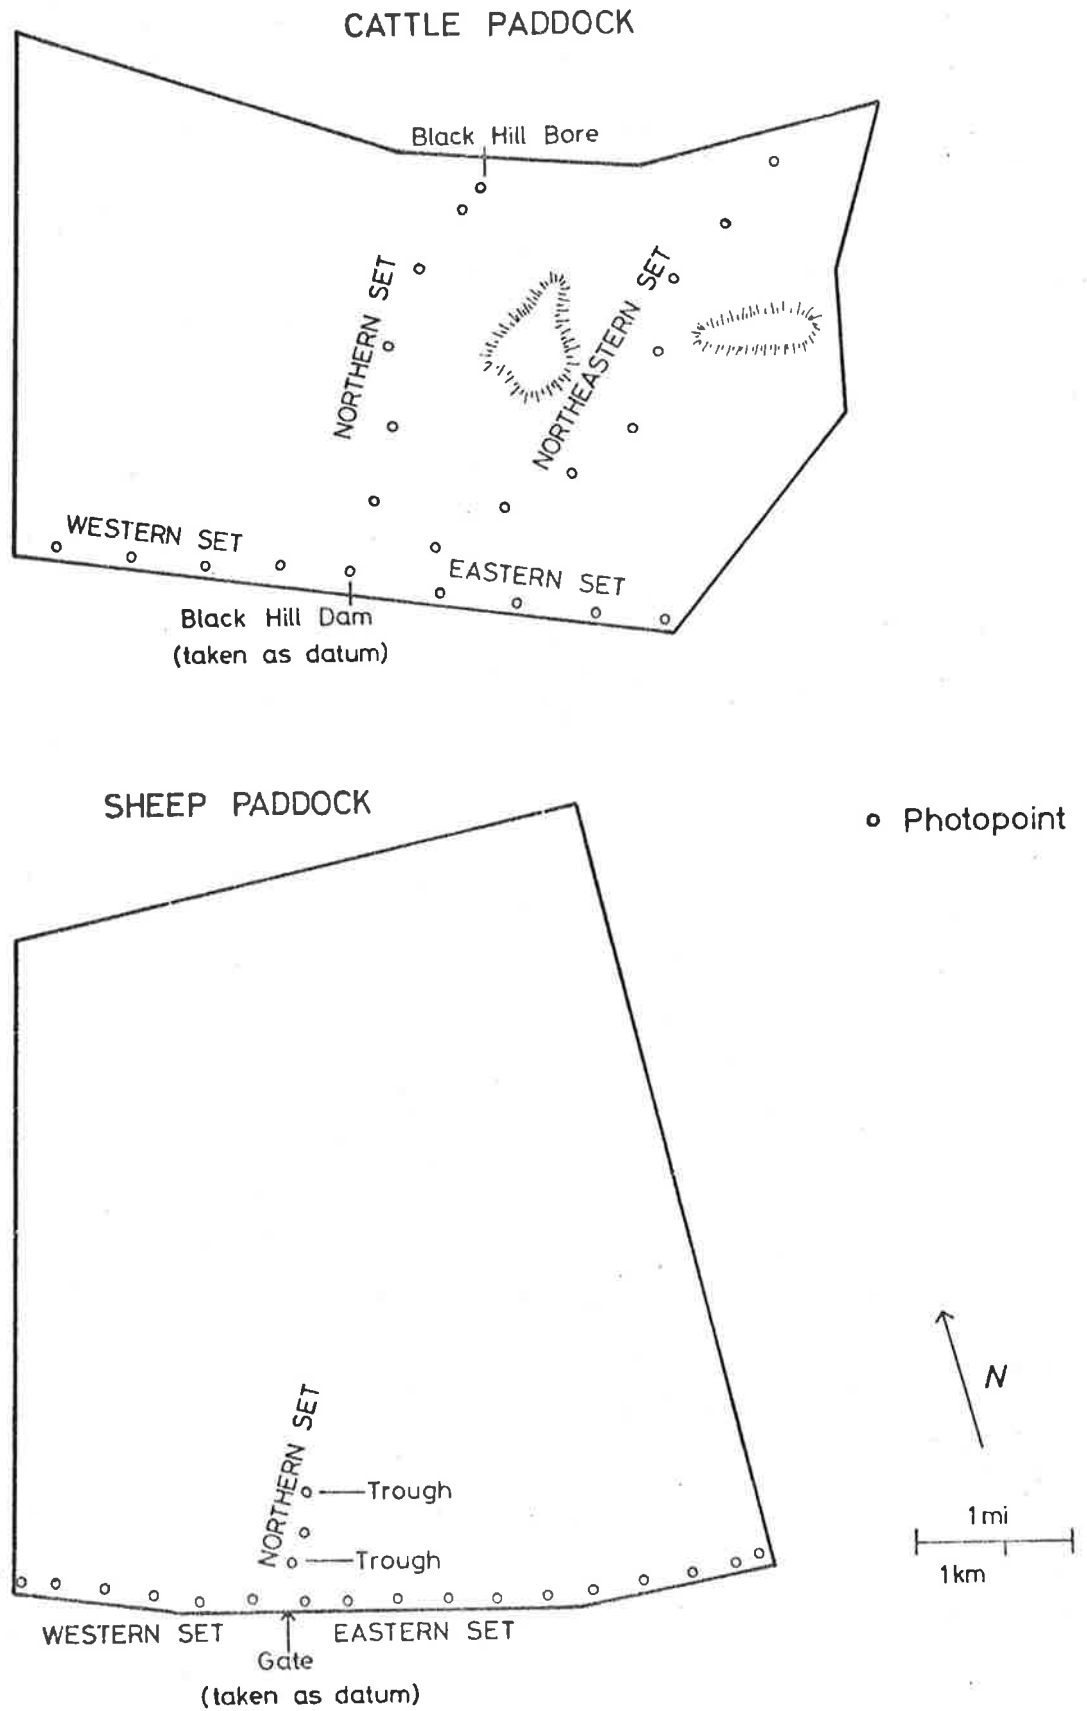 CATTLE PADDOCK
Black Hill Bore
NORTHERN SET
NORTHEASTERN SET
WESTERN SET
EASTERN SET
Black Hill Dam
(taken as datum)
SHEEP PADDOCK
Photopoint
N
1mi
1km
NORTHERN SET
Trough
Trough
WESTERN SET
EASTERN SET
Gate
(taken as datum)